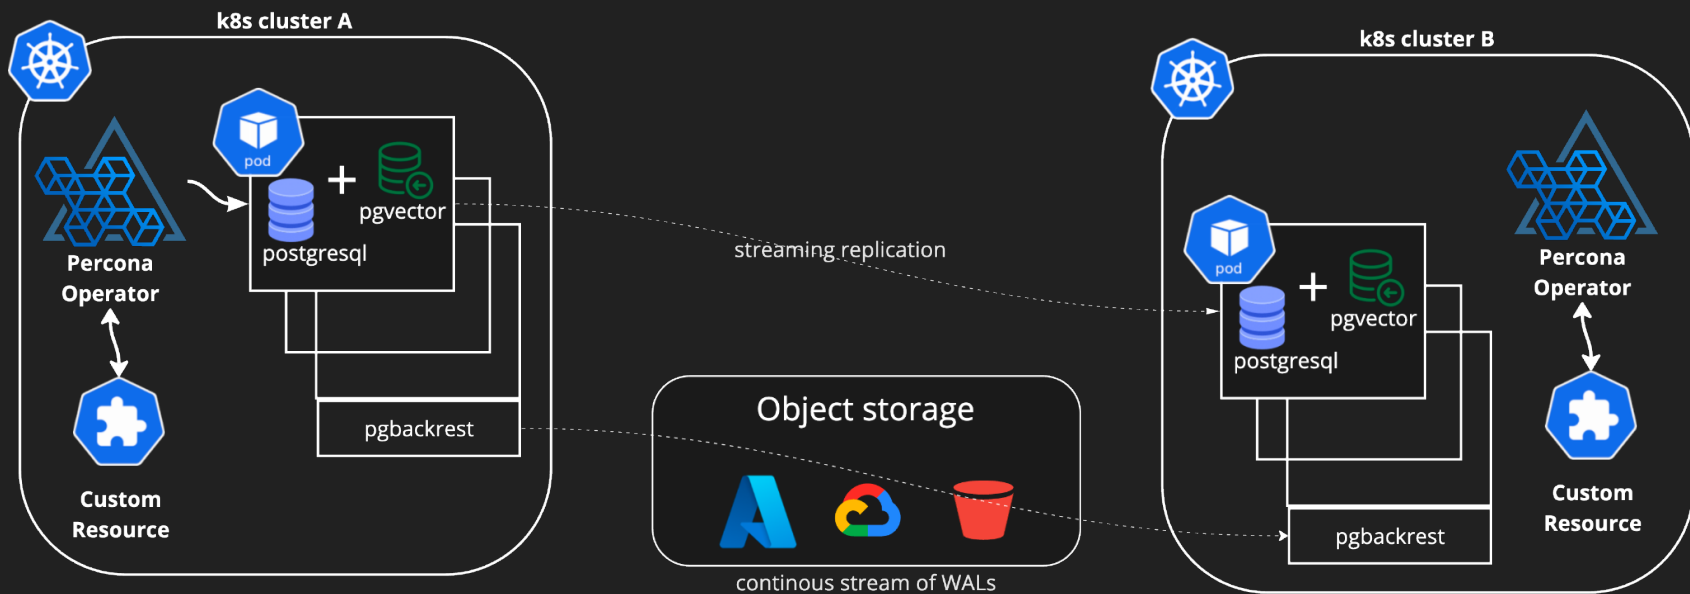 k8s cluster A
pod
+
pgvector
postgresql
Percona
Operator
Custom
Resource
pgbackrest
streaming replication
Object storage
continous stream of WALs
k8s cluster B
pod
+
pgvector
postgresql
pgbackrest
Percona
Operator
Custom
Resource